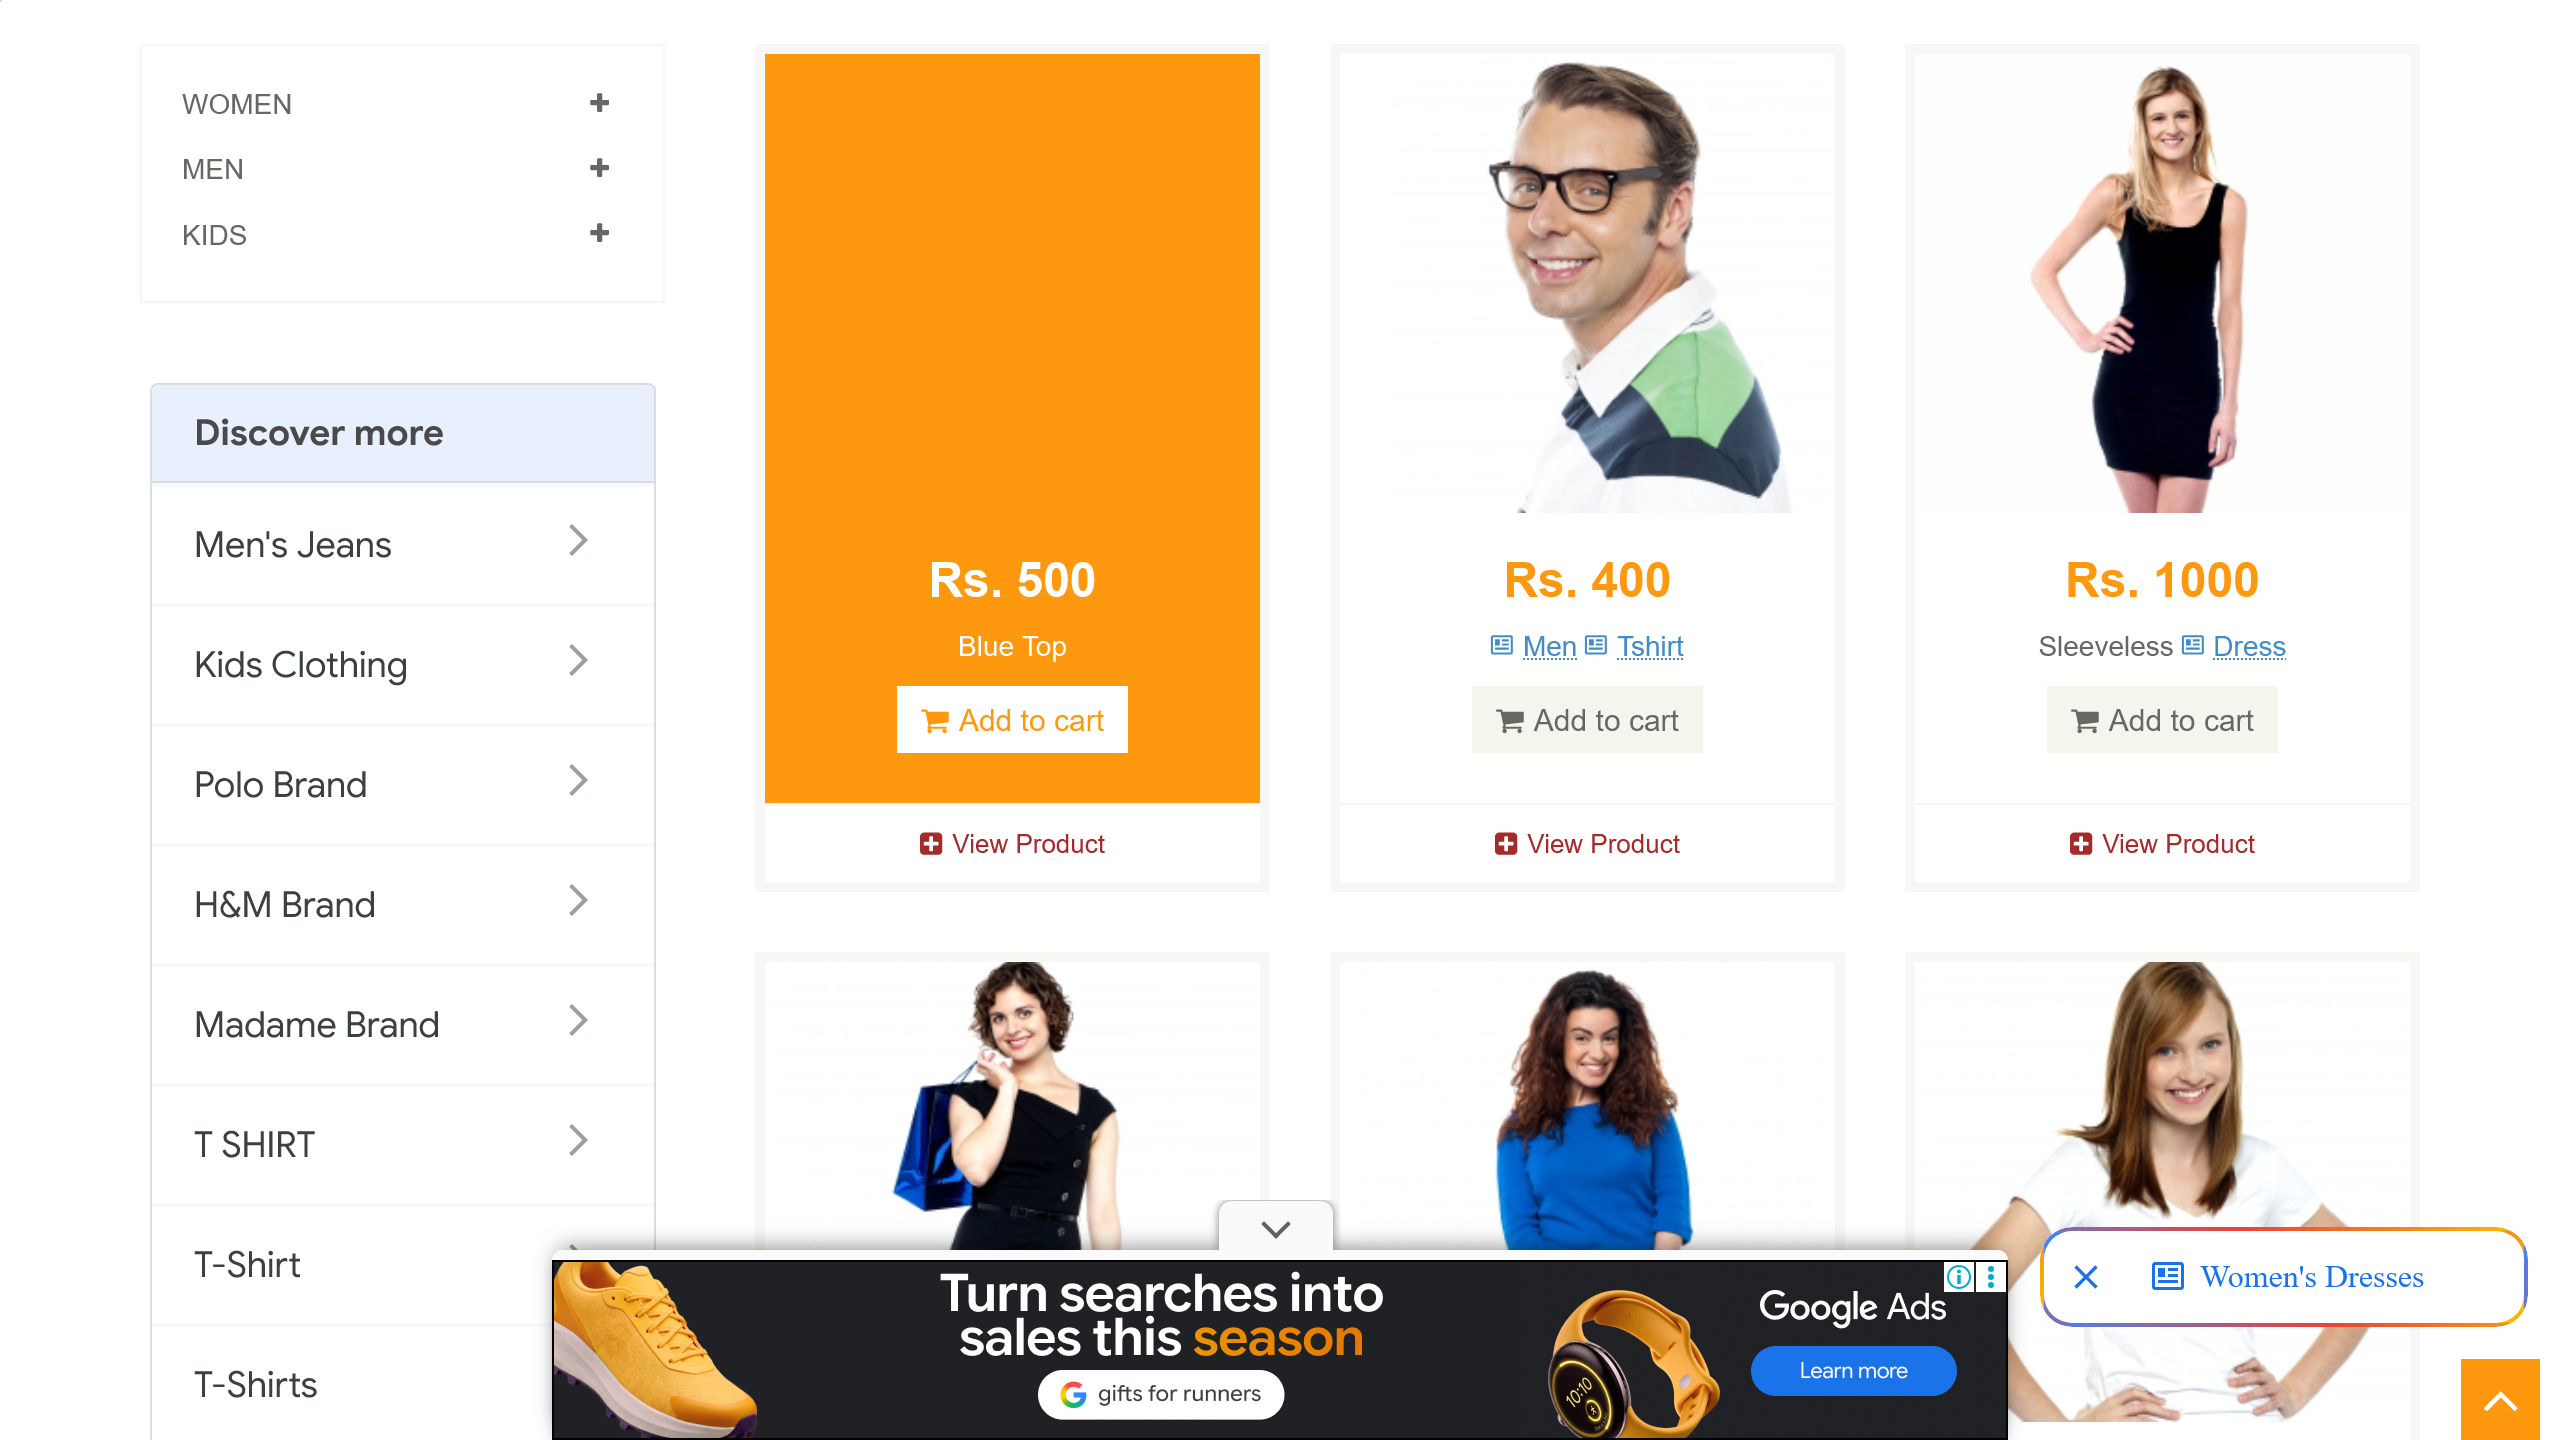 WOMEN
MEN
KIDS
Discover more
Men's Jeans
Kids Clothing
Polo Brand
H&M Brand
Madame Brand
T SHIRT
T-Shirt
T-Shirts
Rs. 500
Blue Top
Add to cart
View Product
Rs. 400
Men Tshirt
Add to cart
View Product
Rs. 1000
Sleeveless Dress
Add to cart
View Product
Turn searches into
sales this season
gifts for runners
10:10
Google Ads
Learn more
Women's Dresses